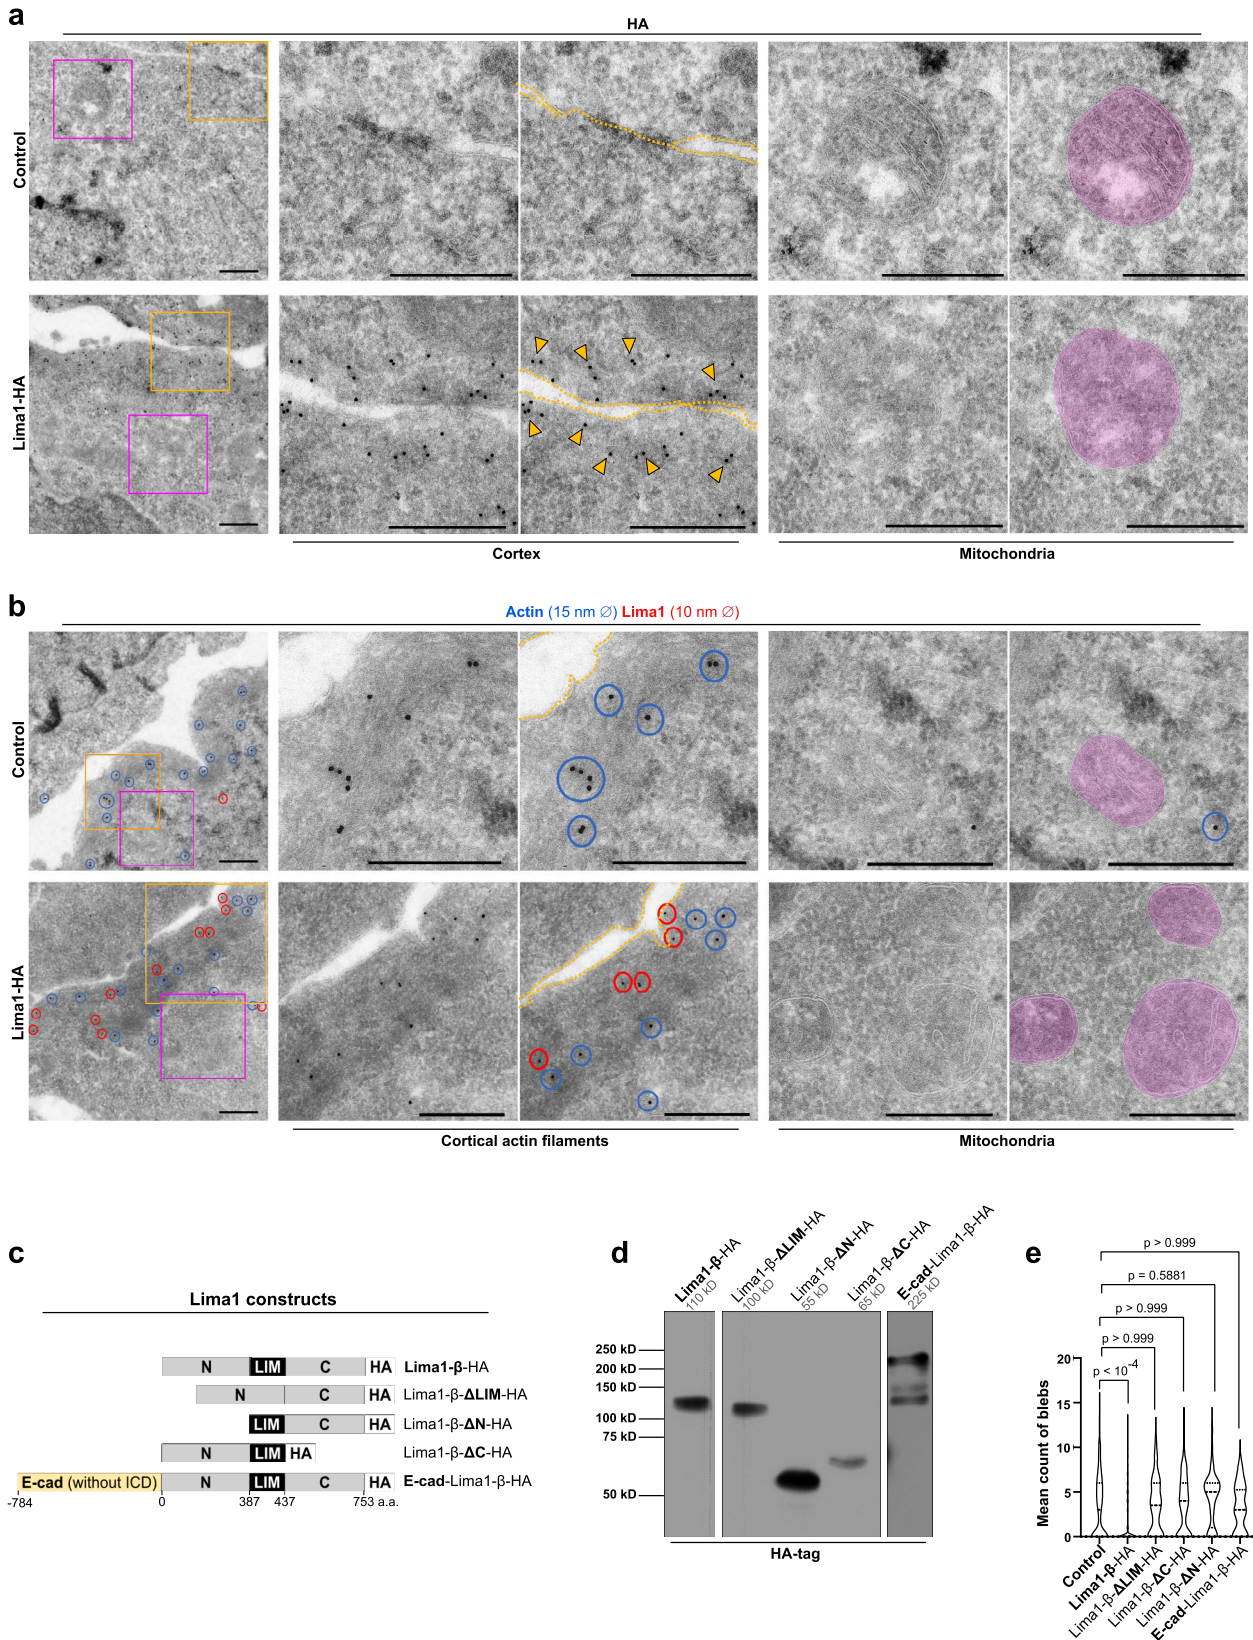 a
HA
Control
Lima1-HA
Cortex
Mitochondria
b
Actin (15 nm ∅) Lima1 (10 nm ∅)
Control
Lima1-HA
Cortical actin filaments
Mitochondria
c
Lima1 constructs
N LIM C HA Lima1-β-HA
N C HA Lima1-β-ΔLIM-HA
LIM C HA Lima1-β-ΔN-HA
N LIM HA Lima1-β-ΔC-HA
E-cad (without ICD) N LIM C HA E-cad-Lima1-β-HA
-784 0 387 437 753 a.a.
d
Lima1-β-HA
110 kD
Lima1-β-ΔLIM-HA
100 kD
Lima1-β-ΔN-HA
55 kD
Lima1-β-ΔC-HA
65 kD
E-cad-Lima1-β-HA
225 kD
250 kD
200 kD
150 kD
100 kD
75 kD
50 kD
HA-tag
e
p > 0.999
p = 0.5881
p > 0.999
p > 0.999
p < 10⁻⁴
Mean count of blebs
20
15
10
5
0
Control
Lima1-β-HA
Lima1-β-ΔLIM-HA
Lima1-β-ΔC-HA
Lima1-β-ΔN-HA
E-cad-Lima1-β-HA